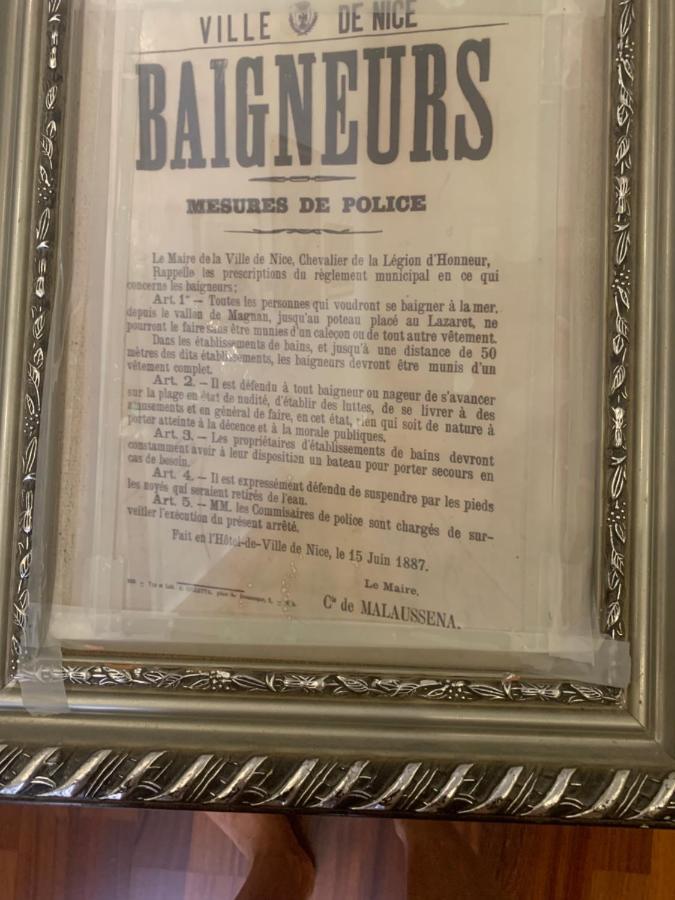 VILLE DE NICE
BAIGNEURS
MESURES DE POLICE
Le Maire de la Ville de Nice, Chevalier de la Légion d'Honneur,
Rappelle les prescriptions du règlement municipal en ce qui
concerne les baigneurs:
Art. 1er — Toutes les personnes qui voudront se baigner à la mer,
depuis le vallon de Magnan, jusqu'au poteau placé au Lazaret, ne
pourront le faire sans être munies d'un caleçon ou de tout autre vêtement.
Dans les établissements de bains, et jusqu'à une distance de 50
mètres des dits établissements, les baigneurs devront être munis d'un
vêtement complet.
Art. 2. — Il est défendu à tout baigneur ou nageur de s'avancer
sur la plage en état de nudité, d'établir des luttes, de se livrer à des
amusements et en général de faire, en cet état, rien qui soit de nature à
porter atteinte à la décence et à la morale publiques.
Art. 3. — Les propriétaires d'établissements de bains devront
constamment avoir à leur disposition un bateau pour porter secours en
cas de besoin.
Art. 4. — Il est expressément défendu de suspendre par les pieds
les noyés qui seraient retirés de l'eau.
Art. 5. — MM. les Commisaires de police sont chargés de sur-
veiller l'exécution du présent arrêté.
Fait en l'Hôtel-de-Ville de Nice, le 15 Juin 1887.
Le Maire,
Cte de MALAUSSENA.